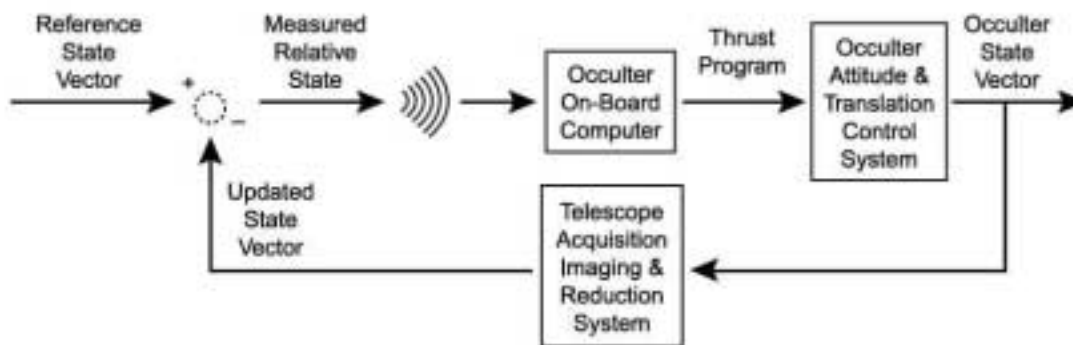 Reference
State
Vector
+
−
Measured
Relative
State
Occulter
On-Board
Computer
Thrust
Program
Occulter
Attitude &
Translation
Control
System
Occulter
State
Vector
Updated
State
Vector
Telescope
Acquisition
Imaging &
Reduction
System